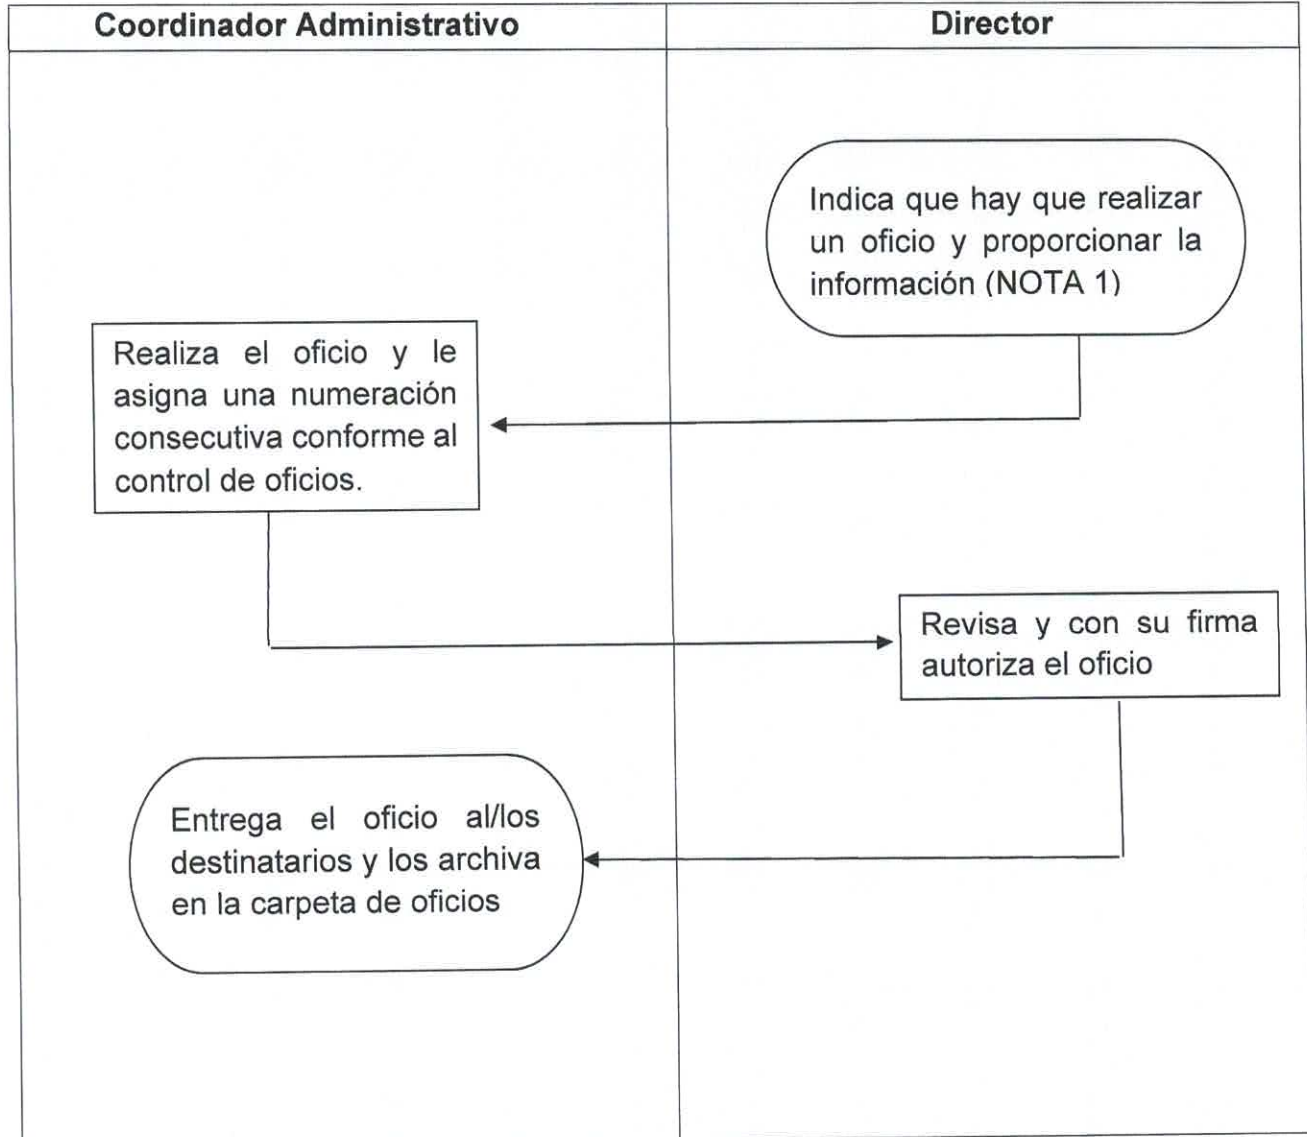 Coordinador Administrativo
Director
Indica que hay que realizar
un oficio y proporcionar la
información (NOTA 1)
Realiza el oficio y le
asigna una numeración
consecutiva conforme al
control de oficios.
Revisa y con su firma
autoriza el oficio
Entrega el oficio al/los
destinatarios y los archiva
en la carpeta de oficios